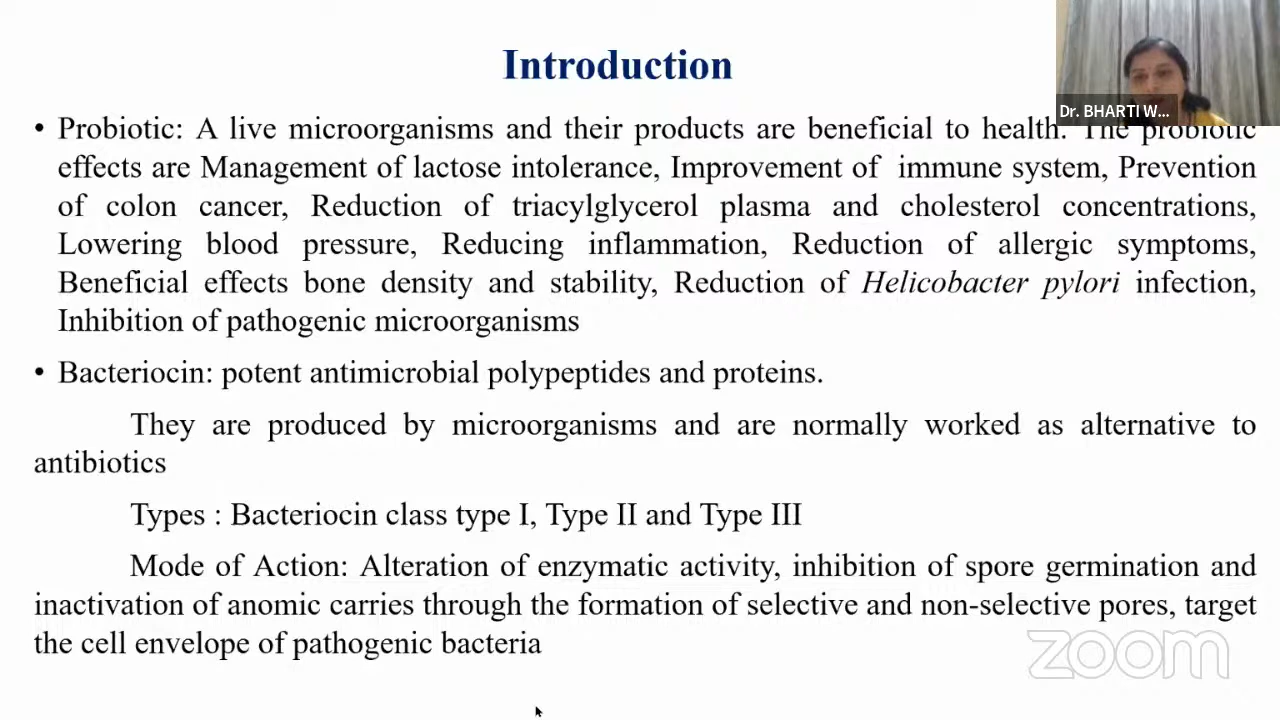 Introduction
Dr. BHARTI W...
• Probiotic: A live microorganisms and their products are beneficial to health. The probiotic
effects are Management of lactose intolerance, Improvement of immune system, Prevention
of colon cancer, Reduction of triacylglycerol plasma and cholesterol concentrations,
Lowering blood pressure, Reducing inflammation, Reduction of allergic symptoms,
Beneficial effects bone density and stability, Reduction of Helicobacter pylori infection,
Inhibition of pathogenic microorganisms
• Bacteriocin: potent antimicrobial polypeptides and proteins.
They are produced by microorganisms and are normally worked as alternative to
antibiotics
Types : Bacteriocin class type I, Type II and Type III
Mode of Action: Alteration of enzymatic activity, inhibition of spore germination and
inactivation of anomic carries through the formation of selective and non-selective pores, target
the cell envelope of pathogenic bacteria
zoom